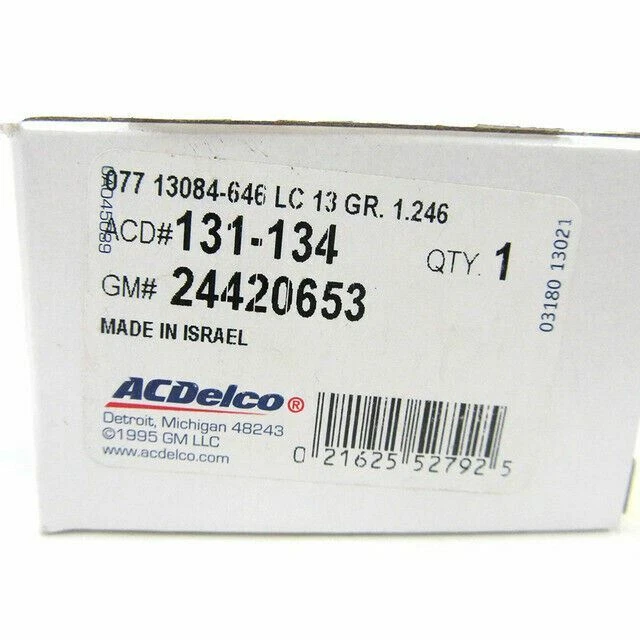 077 13084-646 LC 13 GR. 1.246
ACD# 131-134
QTY. 1
GM# 24420653
MADE IN ISRAEL
ACDelco®
Detroit, Michigan 48243
©1995 GM LLC
www.acdelco.com
0 21625 52792 5
03180 13021